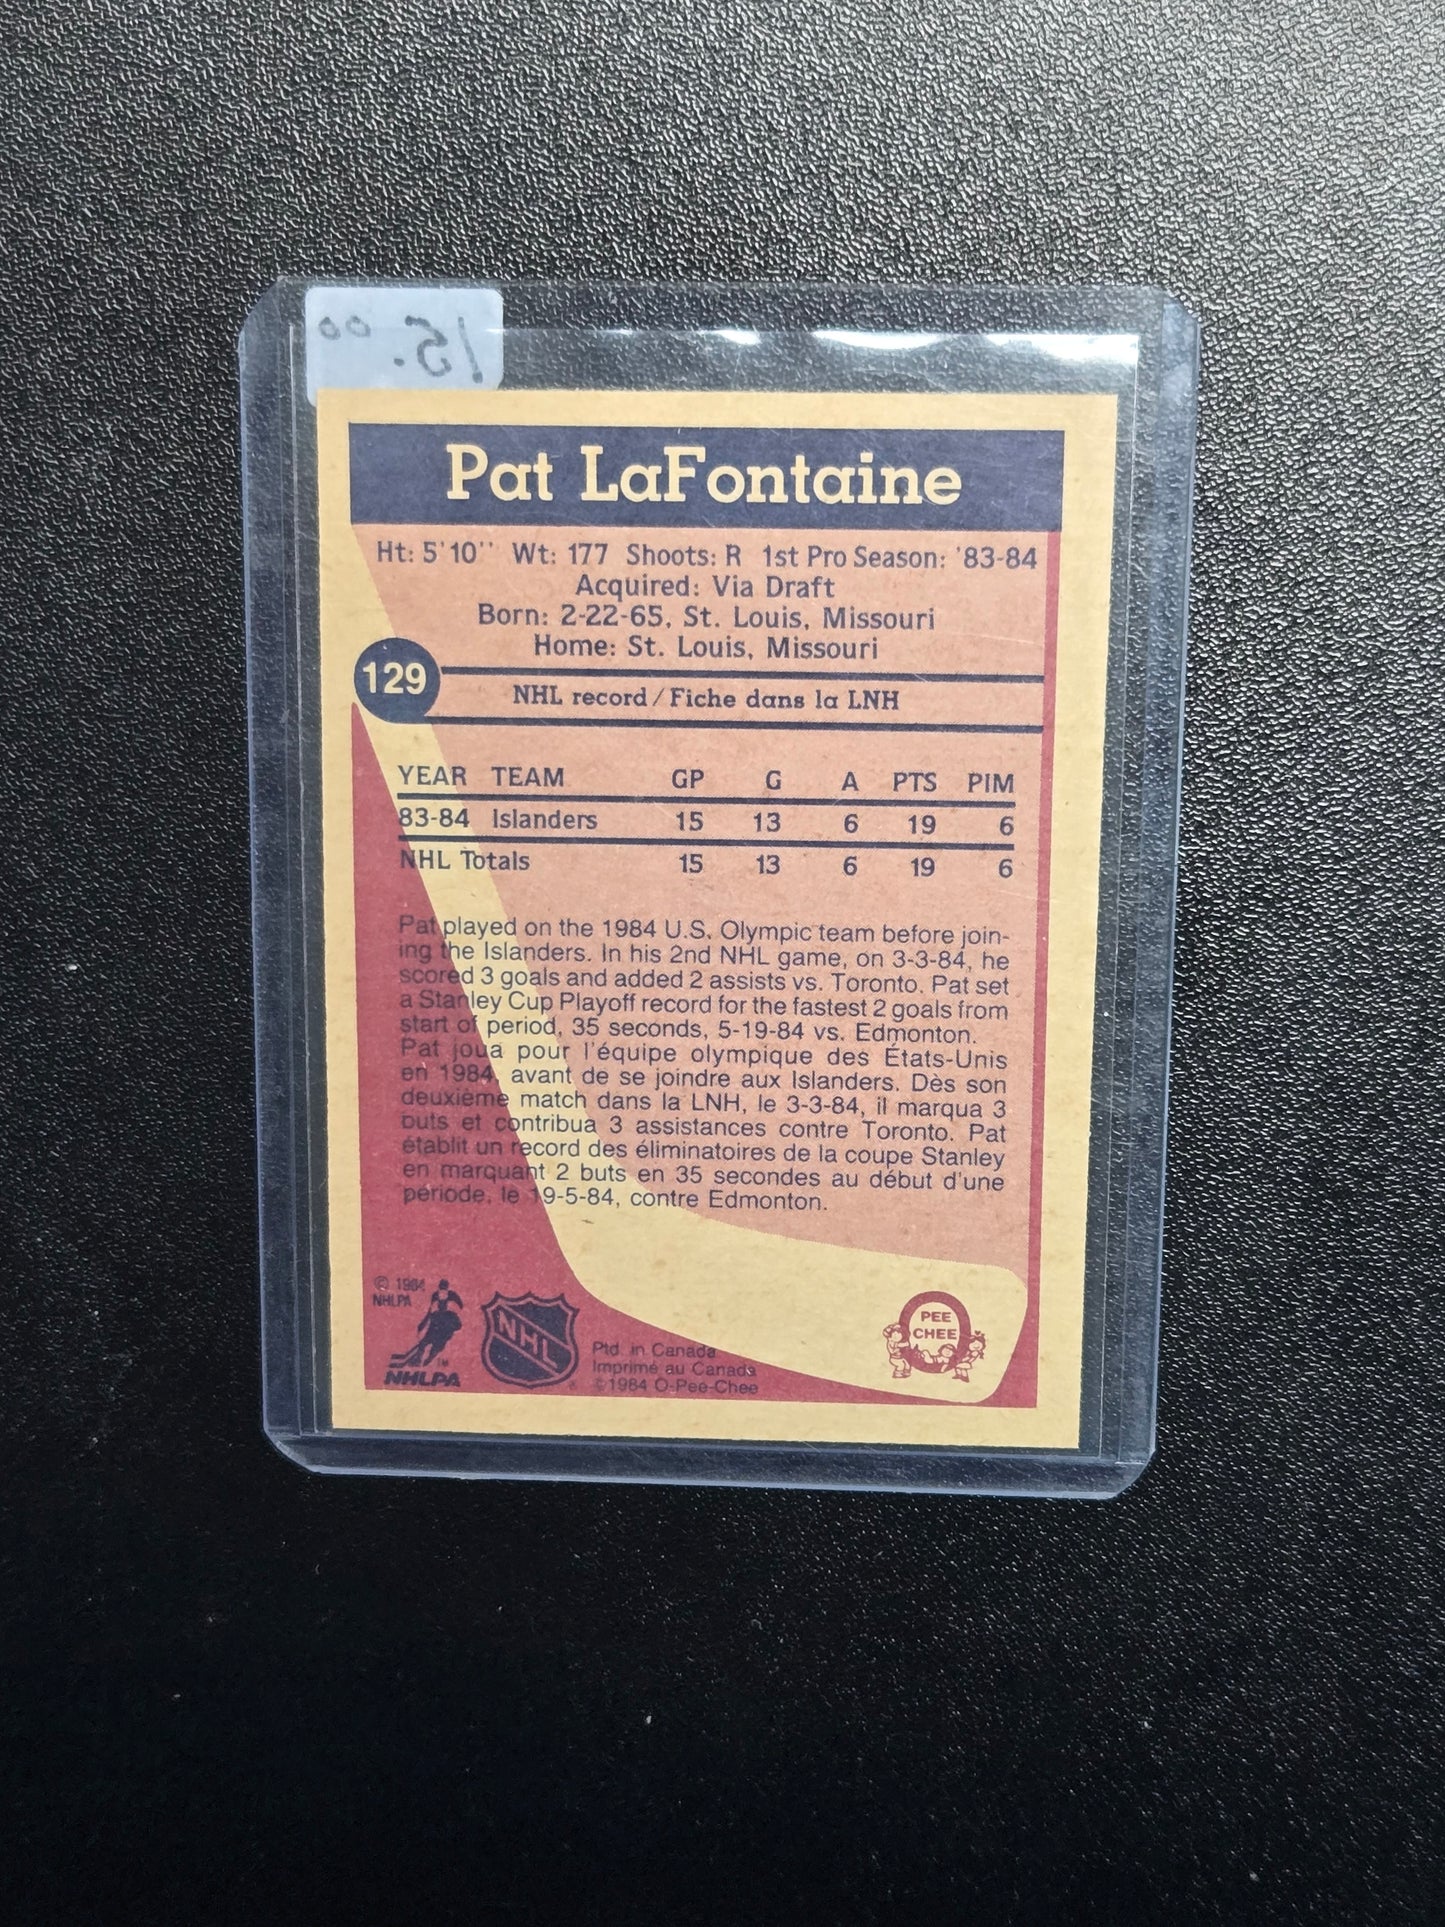 15.00
Pat LaFontaine
Ht: 5'10'' Wt: 177 Shoots: R 1st Pro Season: '83-84
Acquired: Via Draft
Born: 2-22-65, St. Louis, Missouri
Home: St. Louis, Missouri
129
NHL record/Fiche dans la LNH
YEAR TEAM GP G A PTS PIM
83-84 Islanders 15 13 6 19 6
NHL Totals 15 13 6 19 6
Pat played on the 1984 U.S. Olympic team before join-
ing the Islanders. In his 2nd NHL game, on 3-3-84, he
scored 3 goals and added 2 assists vs. Toronto. Pat set
a Stanley Cup Playoff record for the fastest 2 goals from
start of period, 35 seconds, 5-19-84 vs. Edmonton.
Pat joua pour l'équipe olympique des États-Unis
en 1984, avant de se joindre aux Islanders. Dès son
deuxième match dans la LNH, le 3-3-84, il marqua 3
buts et contribua 3 assistances contre Toronto. Pat
établit un record des éliminatoires de la coupe Stanley
en marquant 2 buts en 35 secondes au début d'une
période, le 19-5-84, contre Edmonton.
© 1984
NHLPA
TM
NHLPA
NHL
Ptd. in Canada
Imprimé au Canada
©1984 O-Pee-Chee
PEE
CHEE